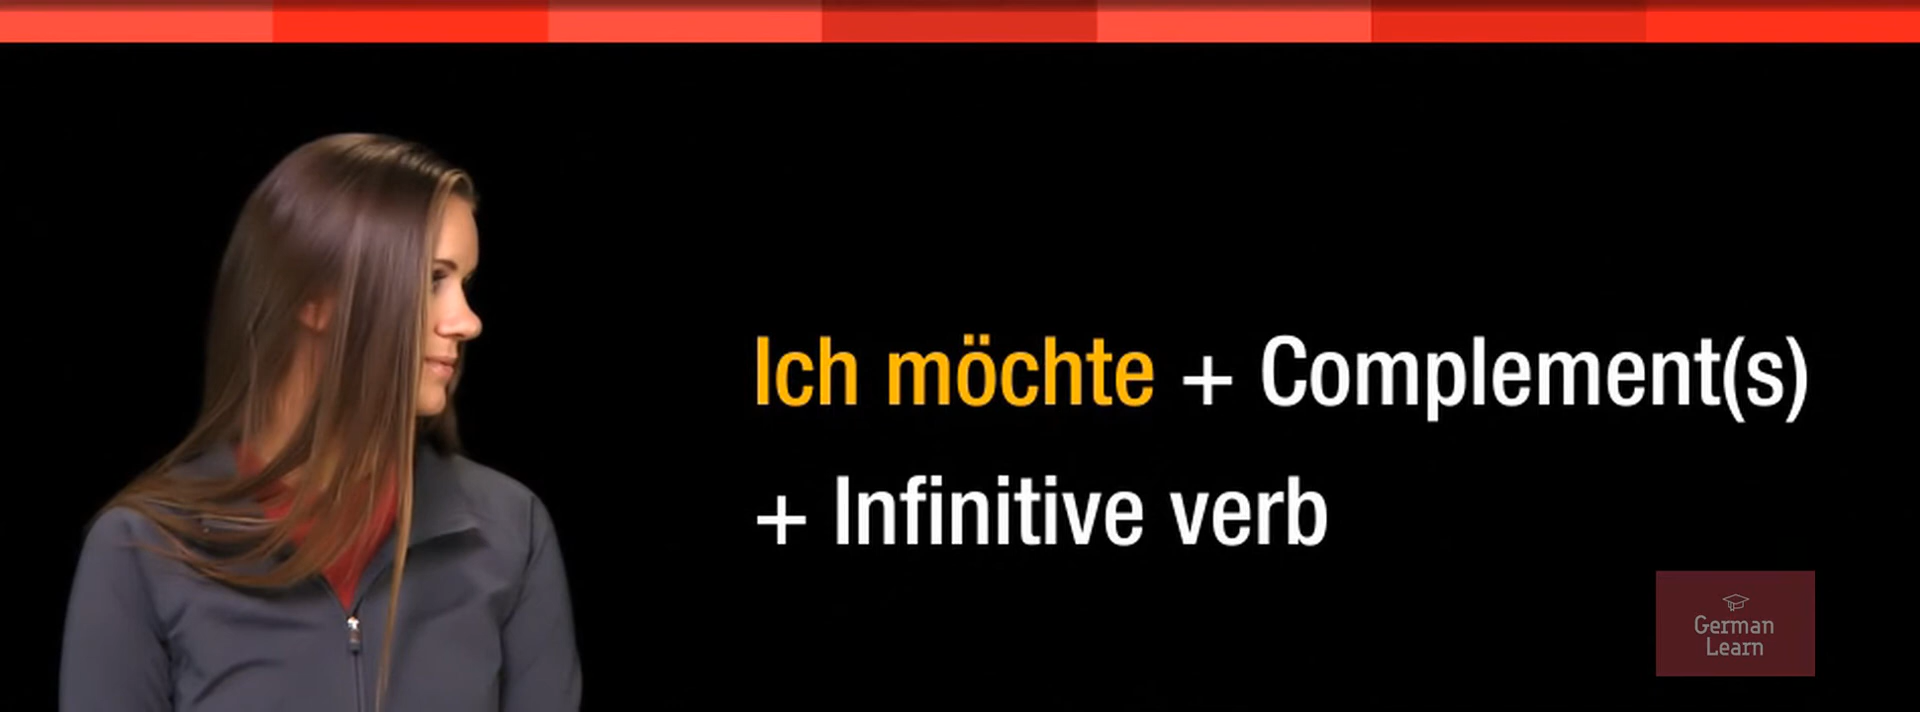 Ich möchte + Complement(s)
+ Infinitive verb
German
Learn